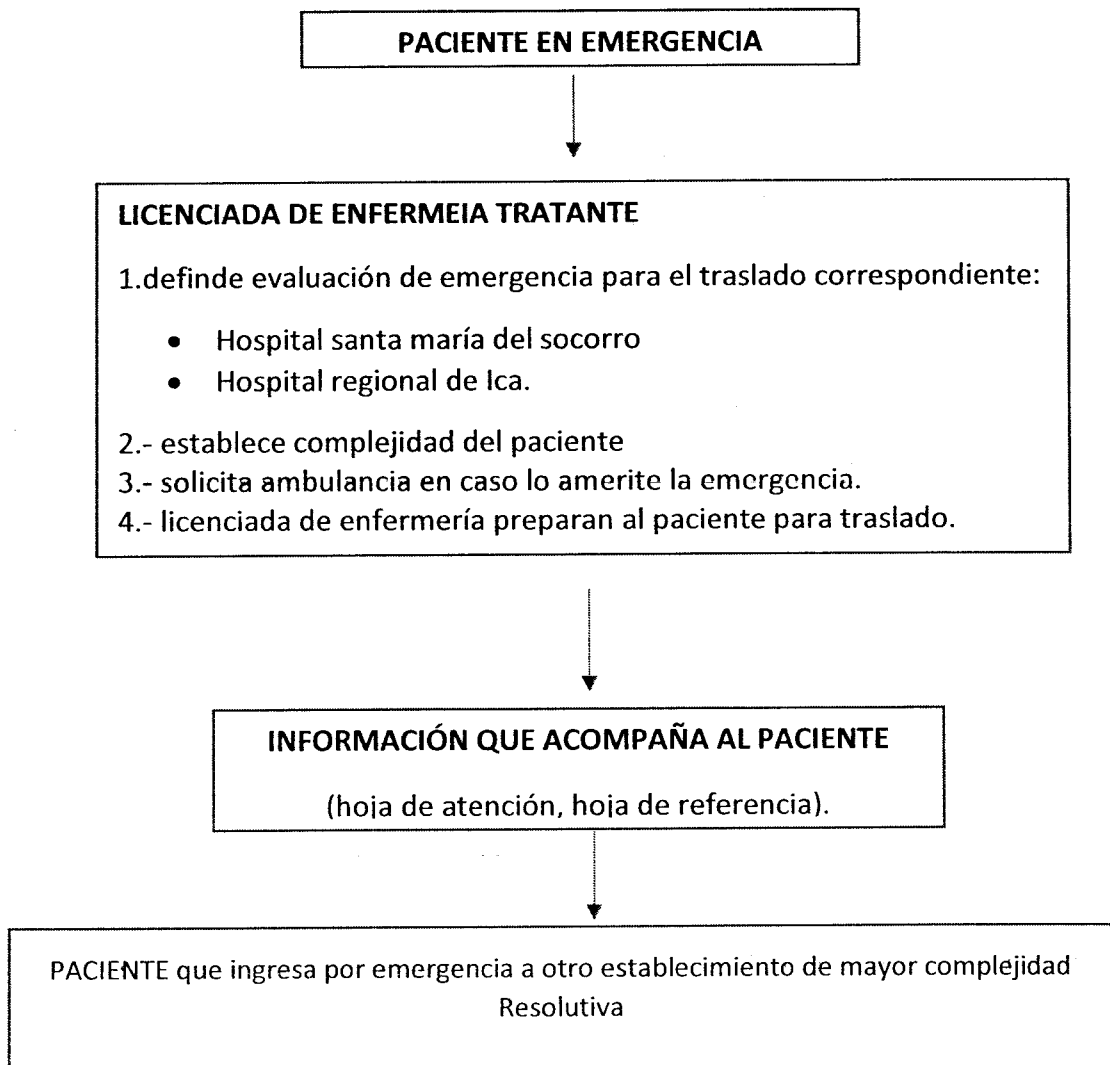 PACIENTE EN EMERGENCIA
LICENCIADA DE ENFERMEIA TRATANTE
1.definde evaluación de emergencia para el traslado correspondiente:
• Hospital santa maría del socorro
• Hospital regional de Ica.
2.- establece complejidad del paciente
3.- solicita ambulancia en caso lo amerite la emergencia.
4.- licenciada de enfermería preparan al paciente para traslado.
INFORMACIÓN QUE ACOMPAÑA AL PACIENTE
(hoja de atención, hoja de referencia).
PACIENTE que ingresa por emergencia a otro establecimiento de mayor complejidad
Resolutiva